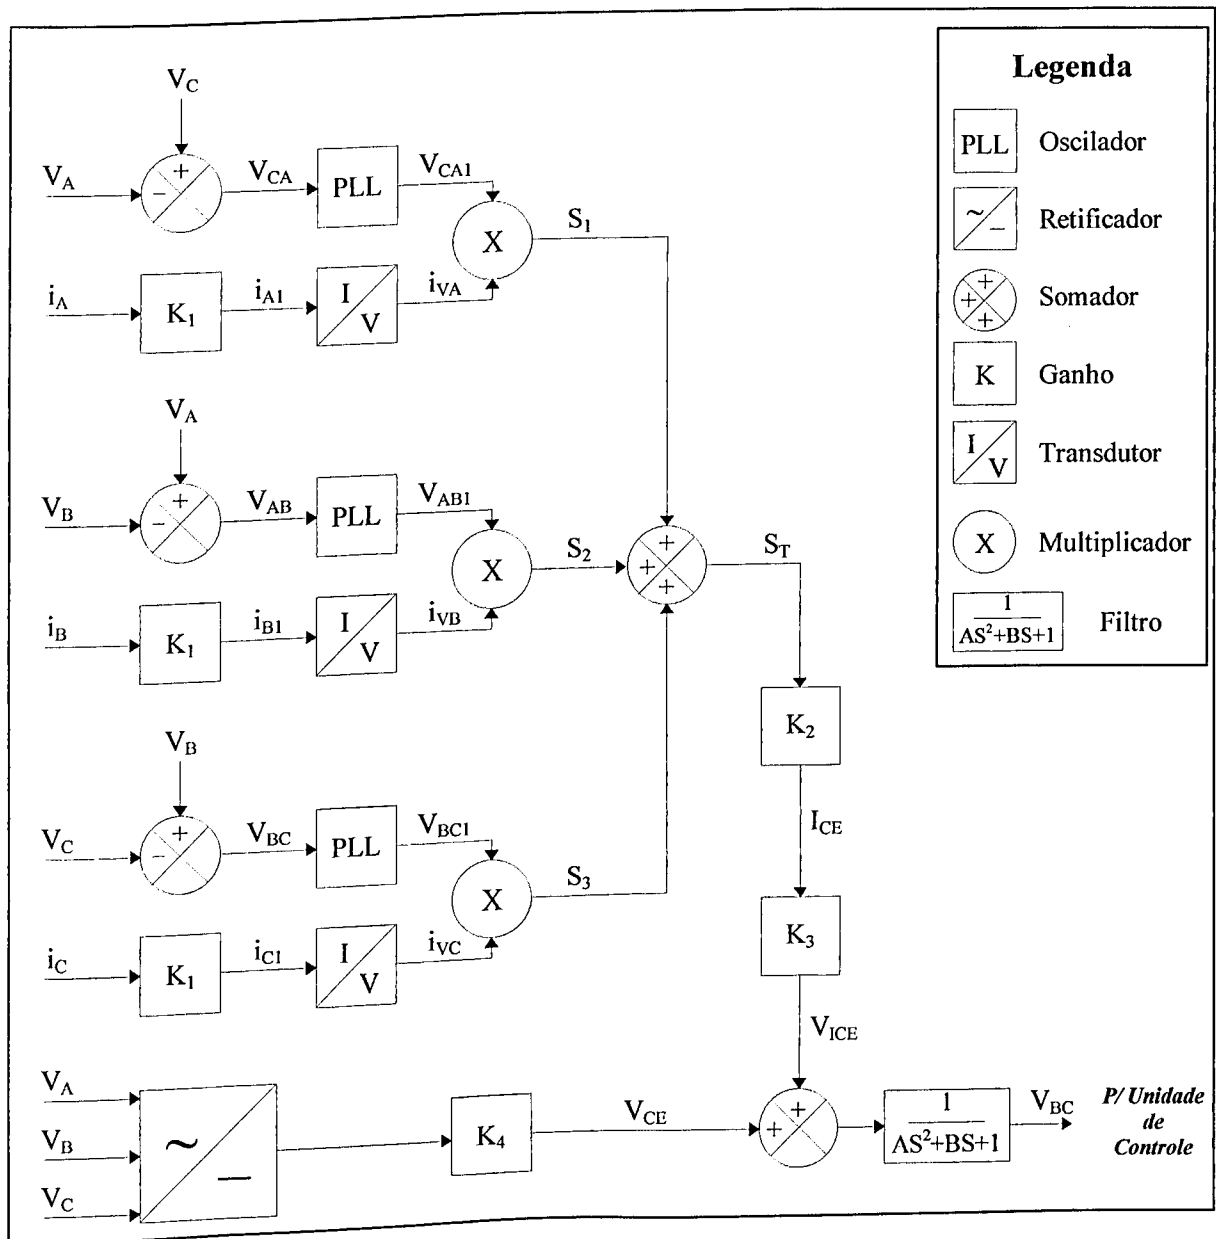 V_C
V_A
+
−
V_CA
PLL
V_CA1
X
S_1
i_A
K_1
i_A1
I
V
i_VA
V_A
V_B
+
−
V_AB
PLL
V_AB1
X
S_2
i_B
K_1
i_B1
I
V
i_VB
V_B
V_C
+
−
V_BC
PLL
V_BC1
X
S_3
i_C
K_1
i_C1
I
V
i_VC
+
+
+
S_T
K_2
I_CE
K_3
V_ICE
V_A
V_B
V_C
~
−
K_4
V_CE
+
+
1
AS²+BS+1
V_BC
P/ Unidade
de
Controle
Legenda
PLL Oscilador
~
− Retificador
+
+
+ Somador
K Ganho
I
V Transdutor
X Multiplicador
1
AS²+BS+1 Filtro